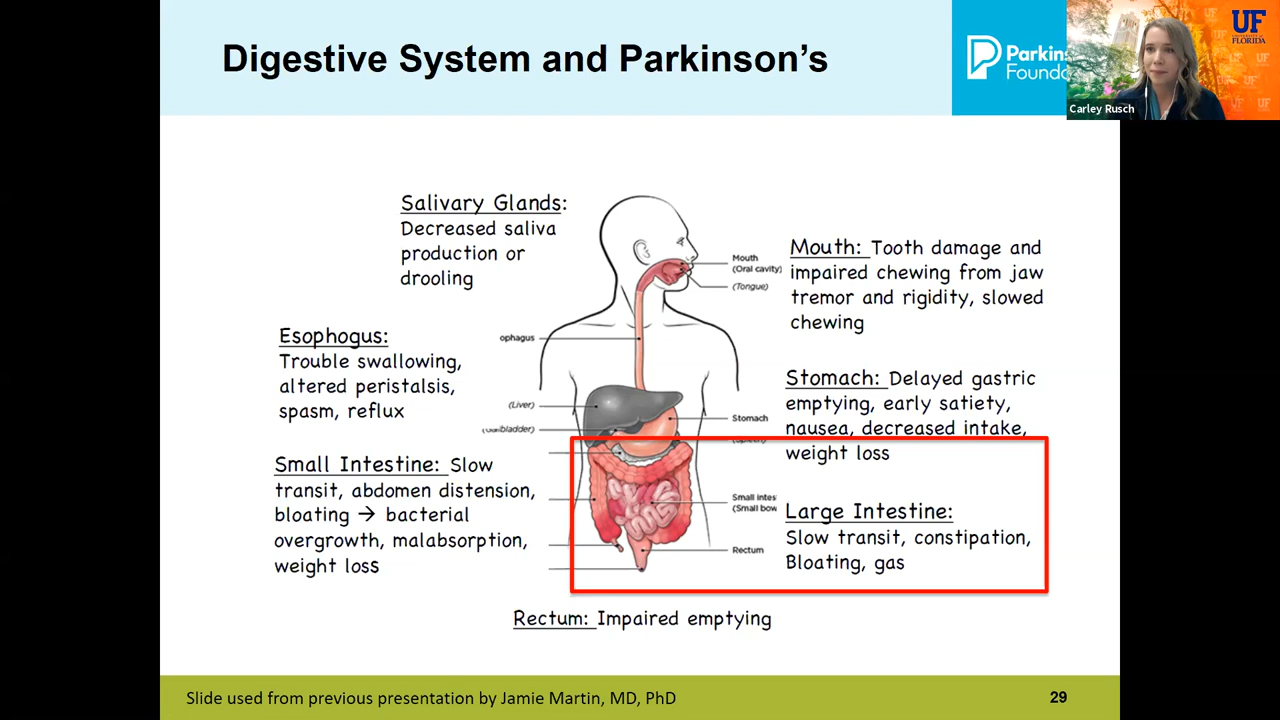 Digestive System and Parkinson's
UF
FLORIDA
Carley Rusch
Salivary Glands:
Decreased saliva
production or
drooling
Mouth
(Oral cavity)
(Tongue)
Mouth: Tooth damage and
impaired chewing from jaw
tremor and rigidity, slowed
chewing
Esophogus:
Trouble swallowing,
altered peristalsis,
spasm, reflux
ophagus
(Liver)
Stomach
Stomach: Delayed gastric
emptying, early satiety,
nausea, decreased intake,
weight loss
Small Intestine: Slow
transit, abdomen distension,
bloating → bacterial
overgrowth, malabsorption,
weight loss
Small intes
(Small bow
Rectum
Large Intestine:
Slow transit, constipation,
Bloating, gas
Rectum: Impaired emptying
Slide used from previous presentation by Jamie Martin, MD, PhD
29